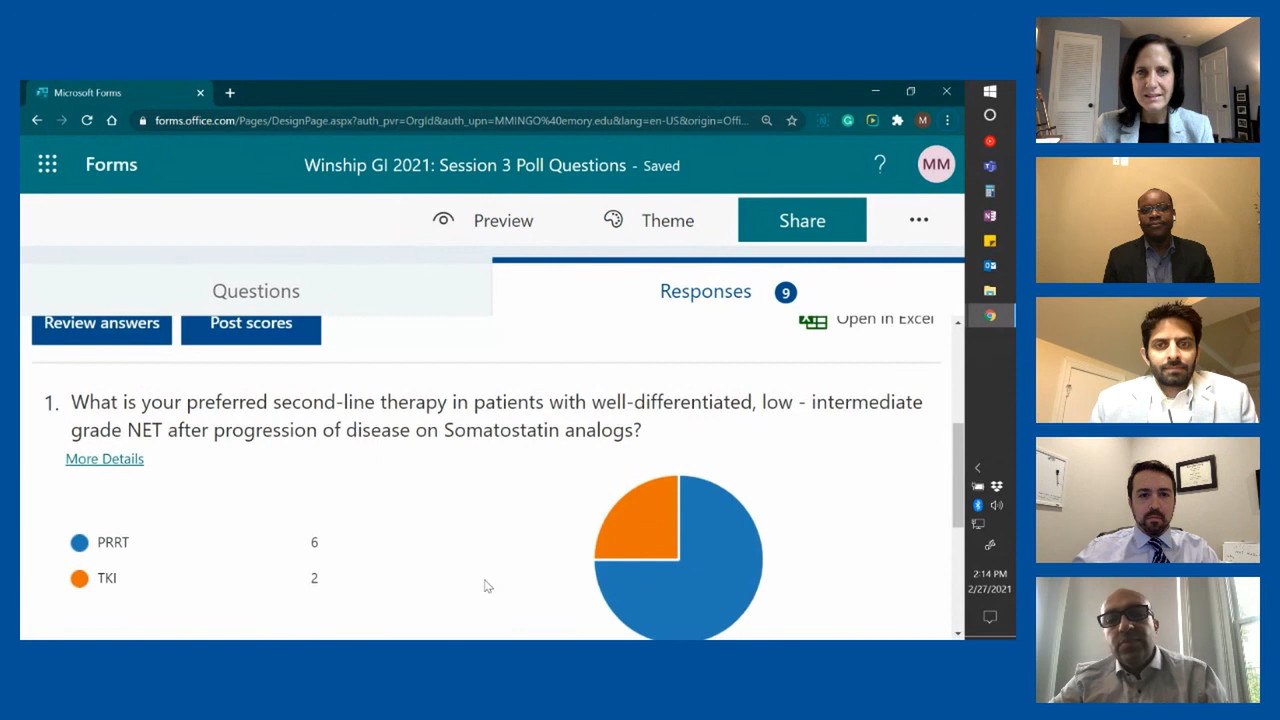 Microsoft Forms
forms.office.com/Pages/DesignPage.aspx?auth_pvr=OrgId&auth_upn=MMINGO%40emory.edu&lang=en-US&origin=Offi...
M
Forms
Winship GI 2021: Session 3 Poll Questions - Saved
?
MM
Preview
Theme
Share
Questions
Responses 9
Review answers
Post scores
Open in Excel
1. What is your preferred second-line therapy in patients with well-differentiated, low - intermediate
grade NET after progression of disease on Somatostatin analogs?
More Details
PRRT 6
TKI 2
2:14 PM
2/27/2021